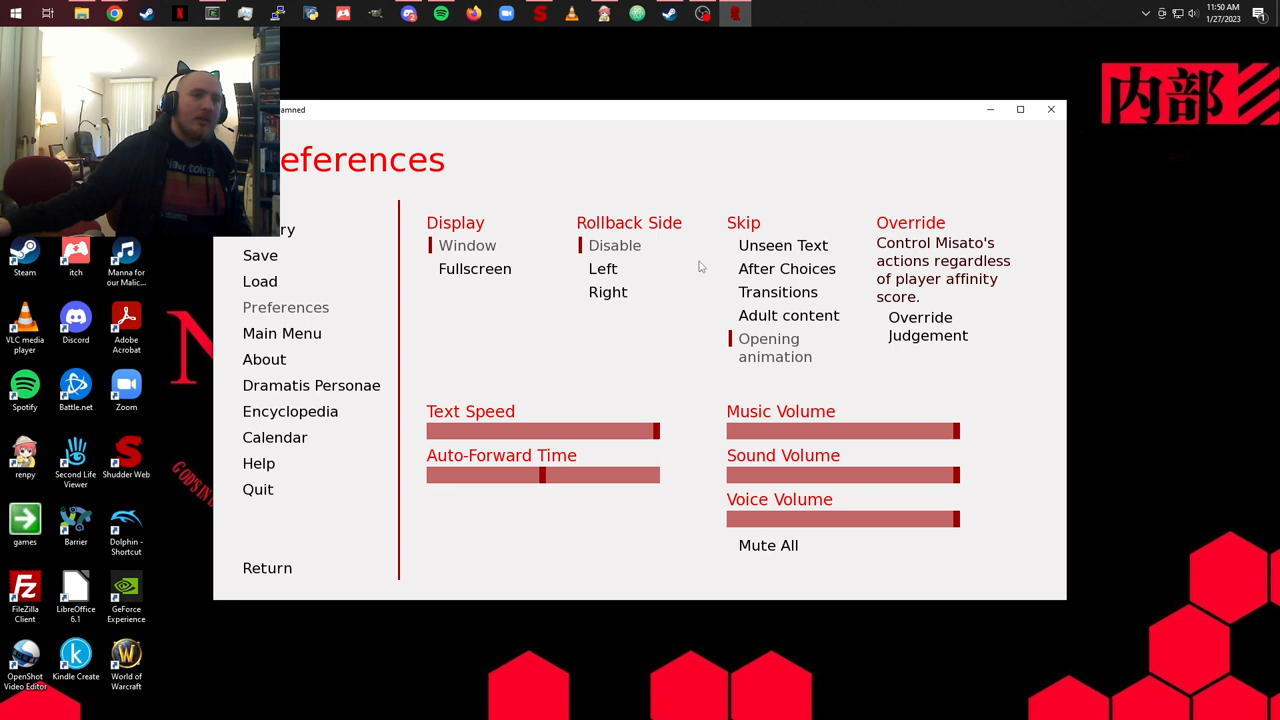 11:50 AM
1/27/2023
内部
amned
eferences
ry
Save
Load
Preferences
Main Menu
About
Dramatis Personae
Encyclopedia
Calendar
Help
Quit
Return
Display
Window
Fullscreen
Rollback Side
Disable
Left
Right
Skip
Unseen Text
After Choices
Transitions
Adult content
Opening
animation
Override
Control Misato's
actions regardless
of player affinity
score.
Override
Judgement
Text Speed
Auto-Forward Time
Music Volume
Sound Volume
Voice Volume
Mute All
Steam
itch
Manna for
our Malic...
VLC media
player
Discord
Adobe
Acrobat
Spotify
Battle.net
Zoom
renpy
Second Life
Viewer
Shudder Web
games
Barrier
Dolphin -
Shortcut
FileZilla
Client
LibreOffice
6.1
GeForce
Experience
OpenShot
Video Editor
Kindle Create
World of
Warcraft
N
GOD'S IN